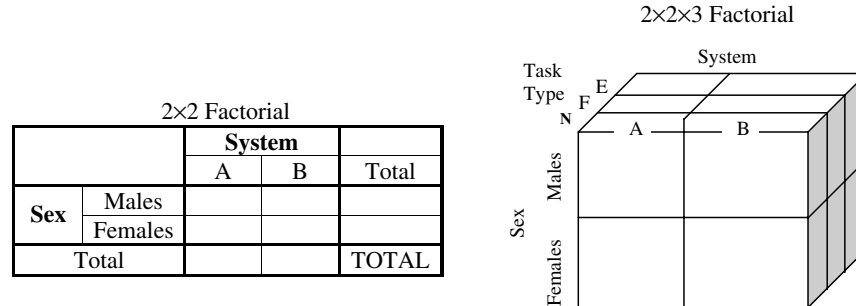 2×2 Factorial
System
A B Total
Sex Males
Females
Total TOTAL
2×2×3 Factorial
System
Task
Type
E
F
N
A B
Sex
Males
Females